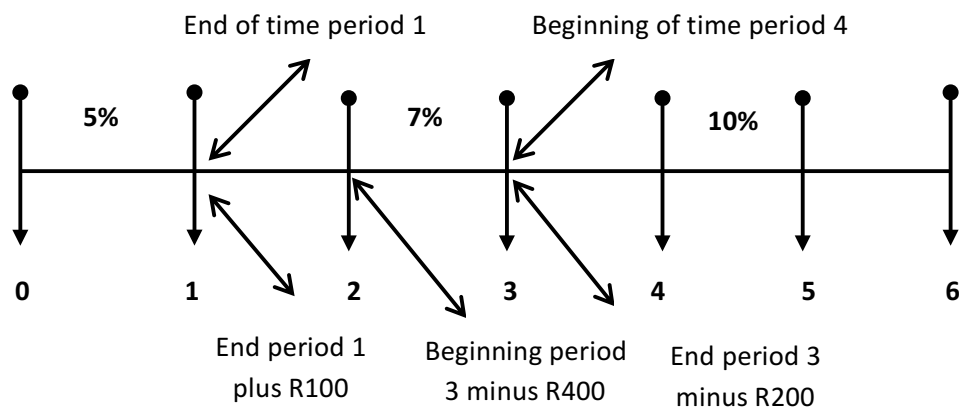 End of time period 1
Beginning of time period 4
5%
7%
10%
0
1
2
3
4
5
6
End period 1
plus R100
Beginning period
3 minus R400
End period 3
minus R200